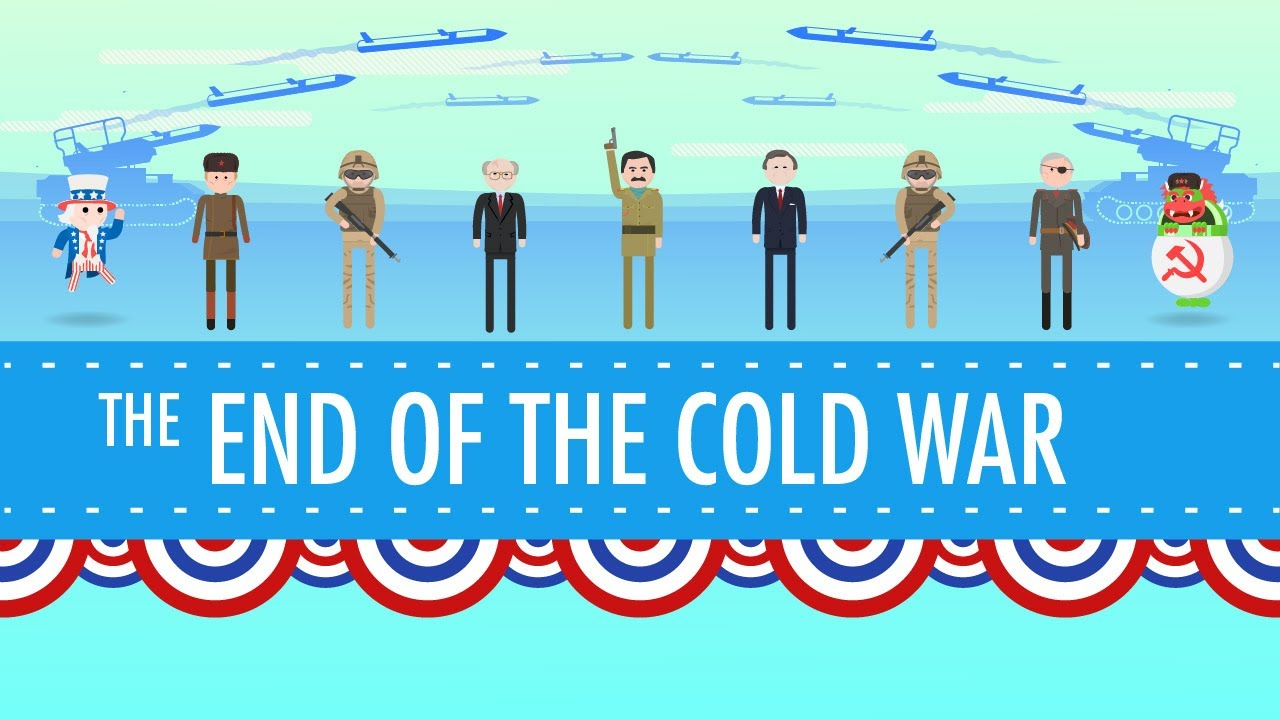 THE END OF THE COLD WAR